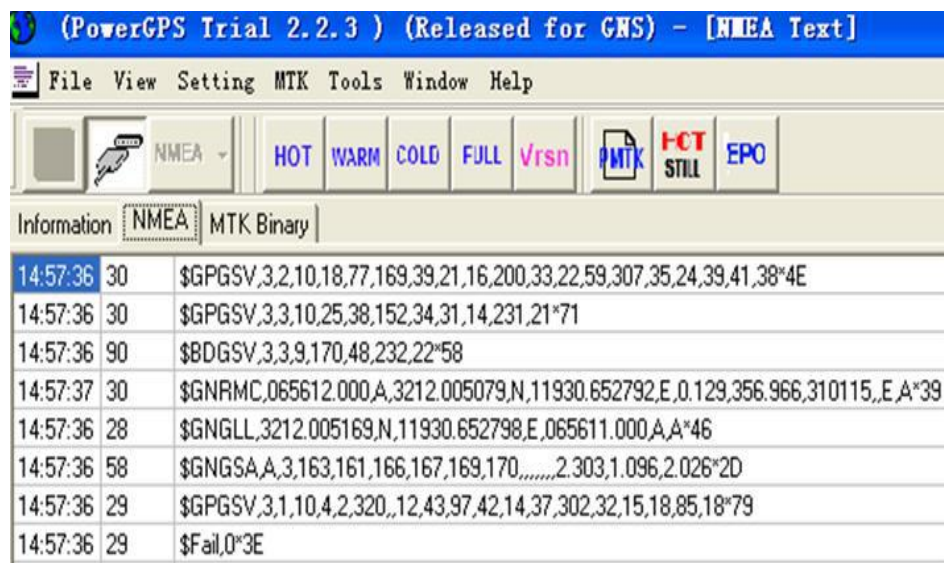 (PowerGPS Trial 2.2.3 ) (Released for GNS) - [NMEA Text]
File View Setting MTK Tools Window Help
NMEA HOT WARM COLD FULL Vrsn PMTK HOT STILL EPO
Information NMEA MTK Binary
14:57:36 30 $GPGSV,3,2,10,18,77,169,39,21,16,200,33,22,59,307,35,24,39,41,38*4E
14:57:36 30 $GPGSV,3,3,10,25,38,152,34,31,14,231,21*71
14:57:36 90 $BDGSV,3,3,9,170,48,232,22*58
14:57:37 30 $GNRMC,065612.000,A,3212.005079,N,11930.652792,E,0.129,356.966,310115,,E,A*39
14:57:36 28 $GNGLL,3212.005169,N,11930.652798,E,065611.000,A,A*46
14:57:36 58 $GNGSA,A,3,163,161,166,167,169,170,,,,,,,2.303,1.096,2.026*2D
14:57:36 29 $GPGSV,3,1,10,4,2,320,,12,43,97,42,14,37,302,32,15,18,85,18*79
14:57:36 29 $Fail,0*3E